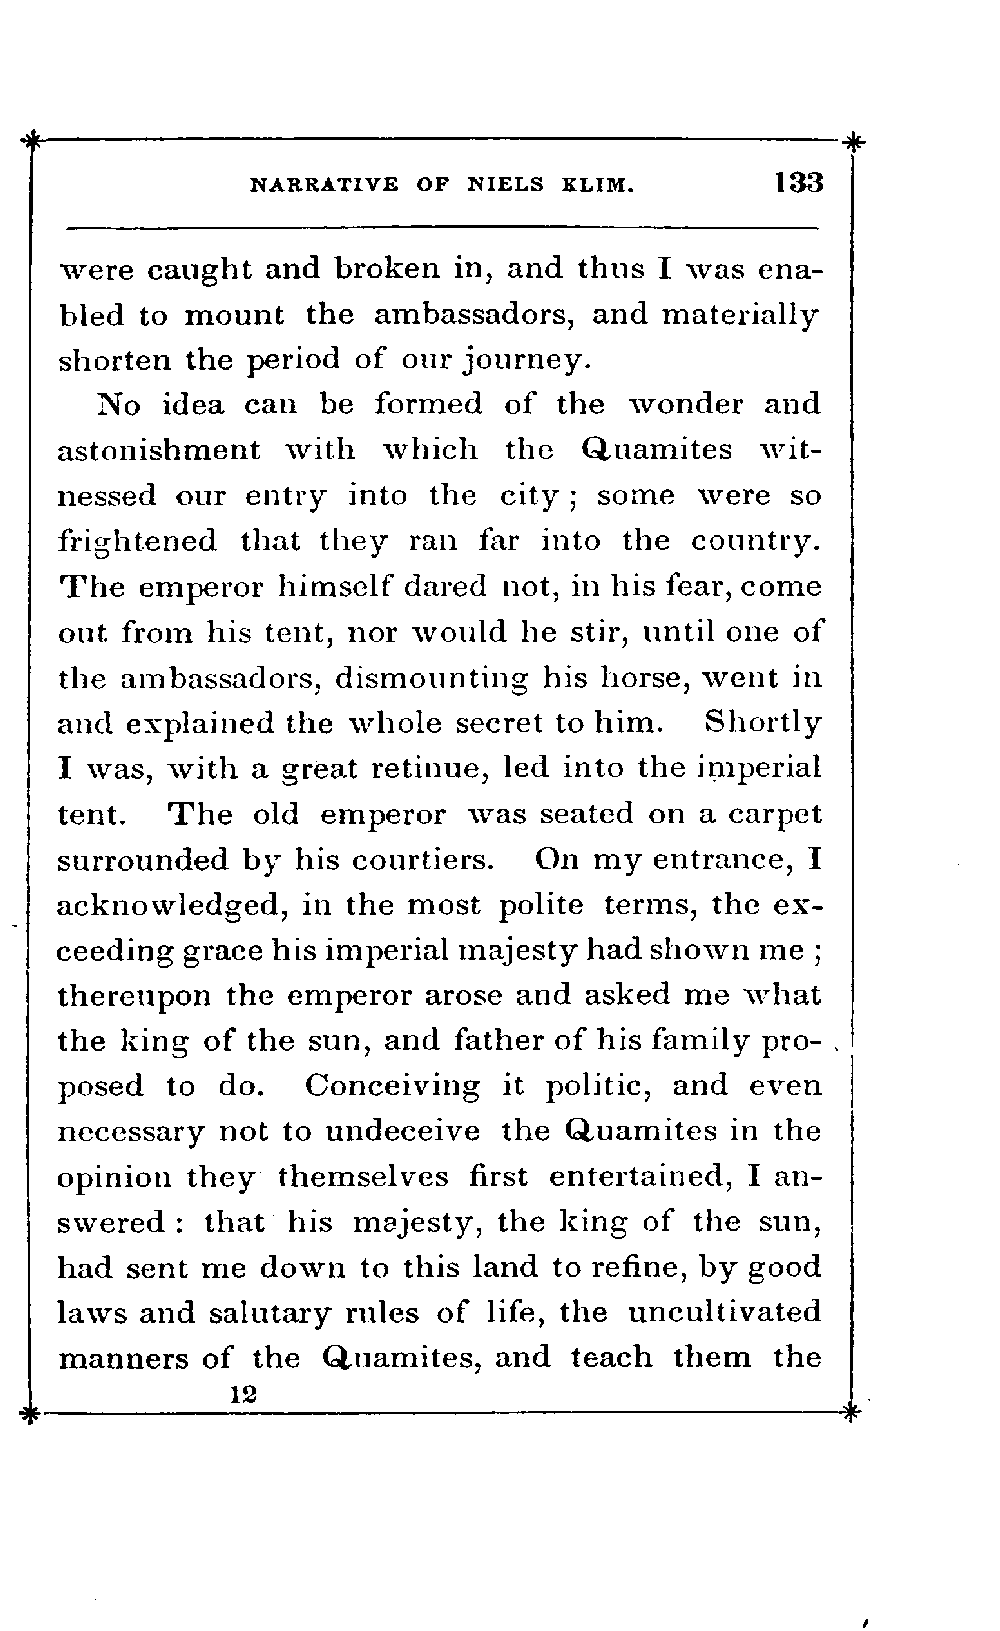 NARRATIVE OF NIELS KLIM. 133
were caught and broken in, and thus I was ena-
bled to mount the ambassadors, and materially
shorten the period of our journey.
No idea can be formed of the wonder and
astonishment with which the Quamites wit-
nessed our entry into the city ; some were so
frightened that they ran far into the country.
The emperor himself dared not, in his fear, come
out from his tent, nor would he stir, until one of
the ambassadors, dismounting his horse, went in
and explained the whole secret to him. Shortly
I was, with a great retinue, led into the imperial
tent. The old emperor was seated on a carpet
surrounded by his courtiers. On my entrance, I
acknowledged, in the most polite terms, the ex-
ceeding grace his imperial majesty had shown me ;
thereupon the emperor arose and asked me what
the king of the sun, and father of his family pro-
posed to do. Conceiving it politic, and even
necessary not to undeceive the Quamites in the
opinion they themselves first entertained, I an-
swered : that his majesty, the king of the sun,
had sent me down to this land to refine, by good
laws and salutary rules of life, the uncultivated
manners of the Quamites, and teach them the
12